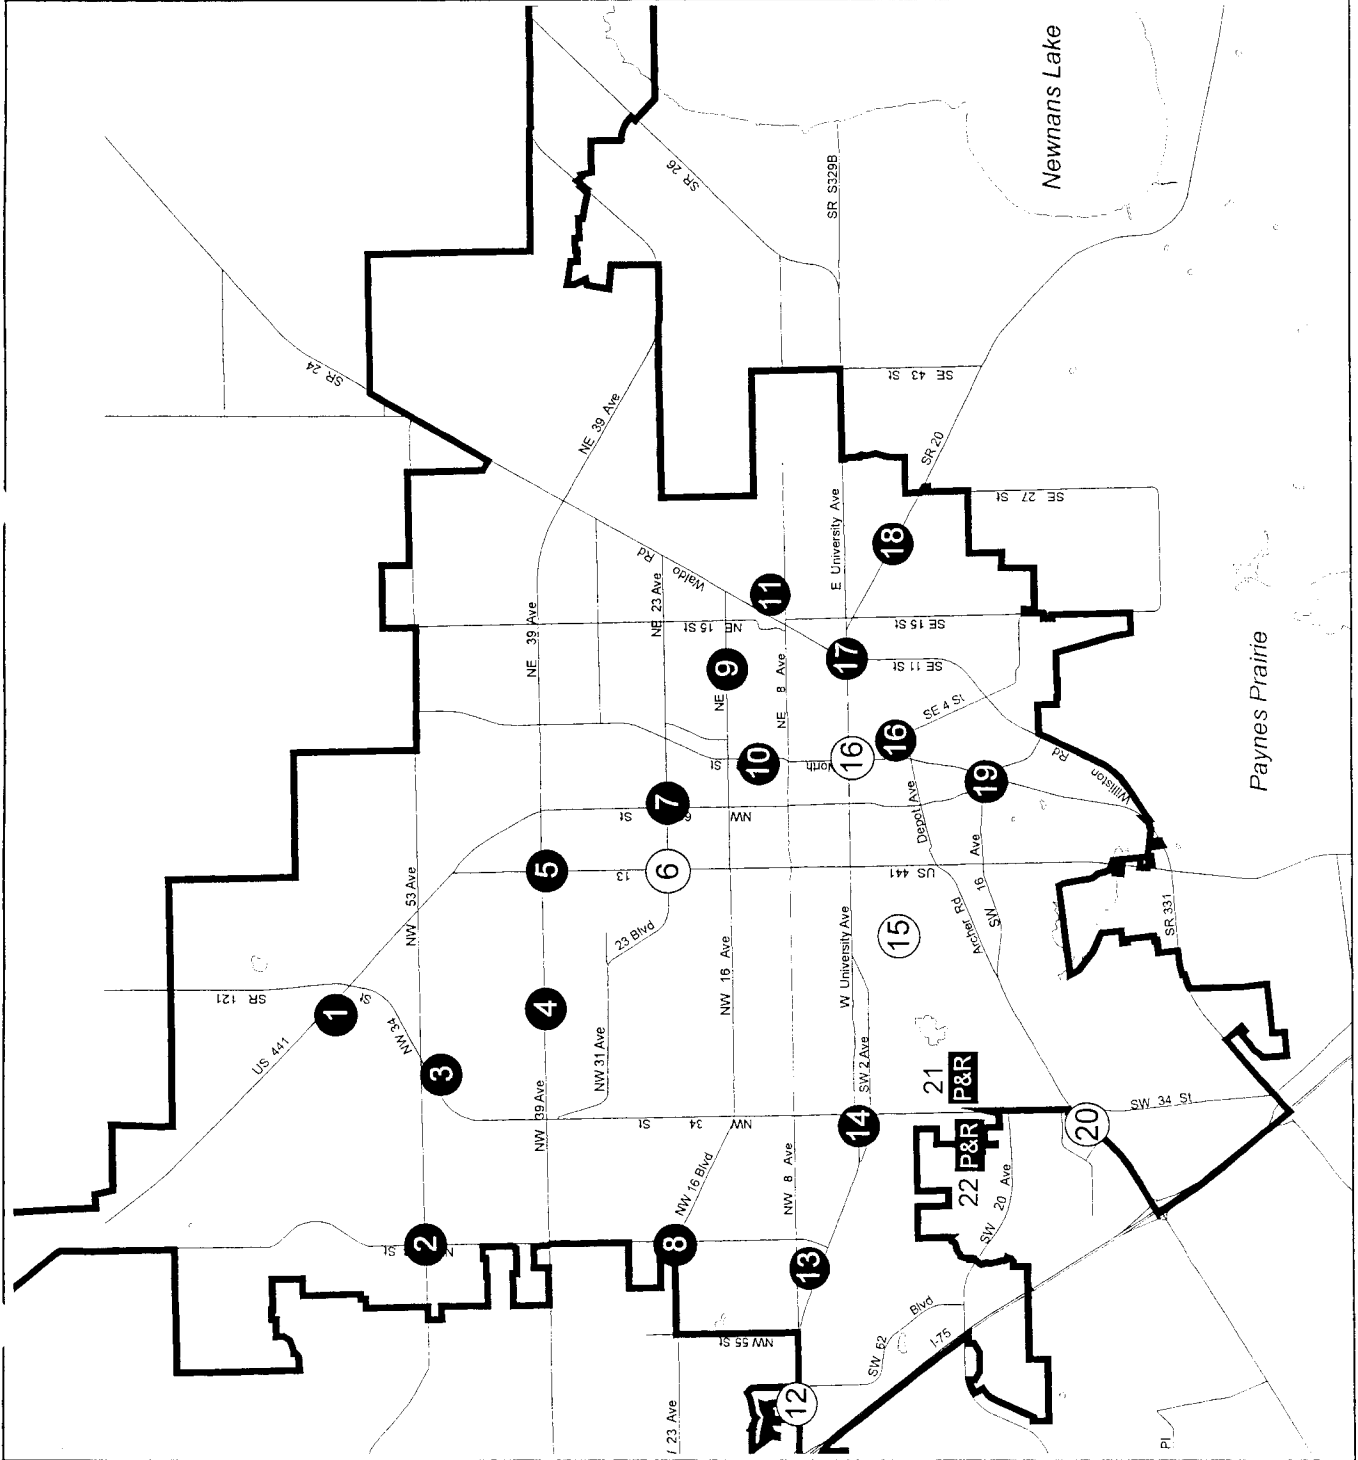 Newnans Lake
SR 26
SR S329B
SR 24
SE 43 St
NE 39 Ave
SR 20
SE 27 St
E University Ave
18
Waldo
Rd
11
NE 23 Ave
NE 15 St
SE 15 St
NE 39 Ave
9
NE
NE 8 Ave
17
SE 11 St
SE 4 St
Paynes Prairie
St
10
North
16
16
19
Rd
Williston
7
St
6
NW
Depot Ave
Ave
16
SW
5
13
6
US 441
NW 53 Ave
23 Blvd
15
Archer Rd
SR 331
SR 121
St
1
NW 34
US 441
4
NW 16 Ave
W University Ave
3
NW 31 Ave
SW 2 Ave
21
P&R
NW 39 Ave
St
34
NW
14
20
SW 34 St
22
P&R
NW 16 Blvd
NW 8 Ave
SW 20 Ave
2
N
St
8
13
NW 55 St
SW 62
Blvd
I-75
12
23 Ave
Pl